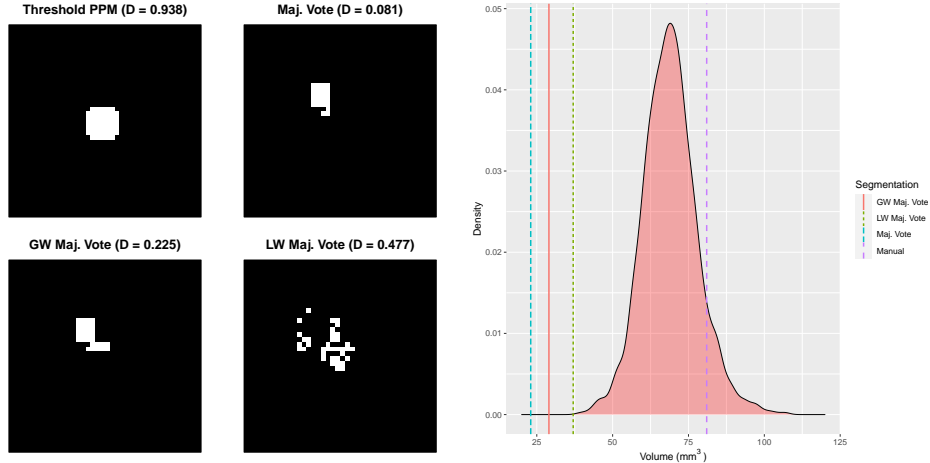 Threshold PPM (D = 0.938)
Maj. Vote (D = 0.081)
GW Maj. Vote (D = 0.225)
LW Maj. Vote (D = 0.477)
0.05
0.04
0.03
0.02
0.01
0.00
Density
25
50
75
100
125
Volume (mm³)
Segmentation
GW Maj. Vote
LW Maj. Vote
Maj. Vote
Manual